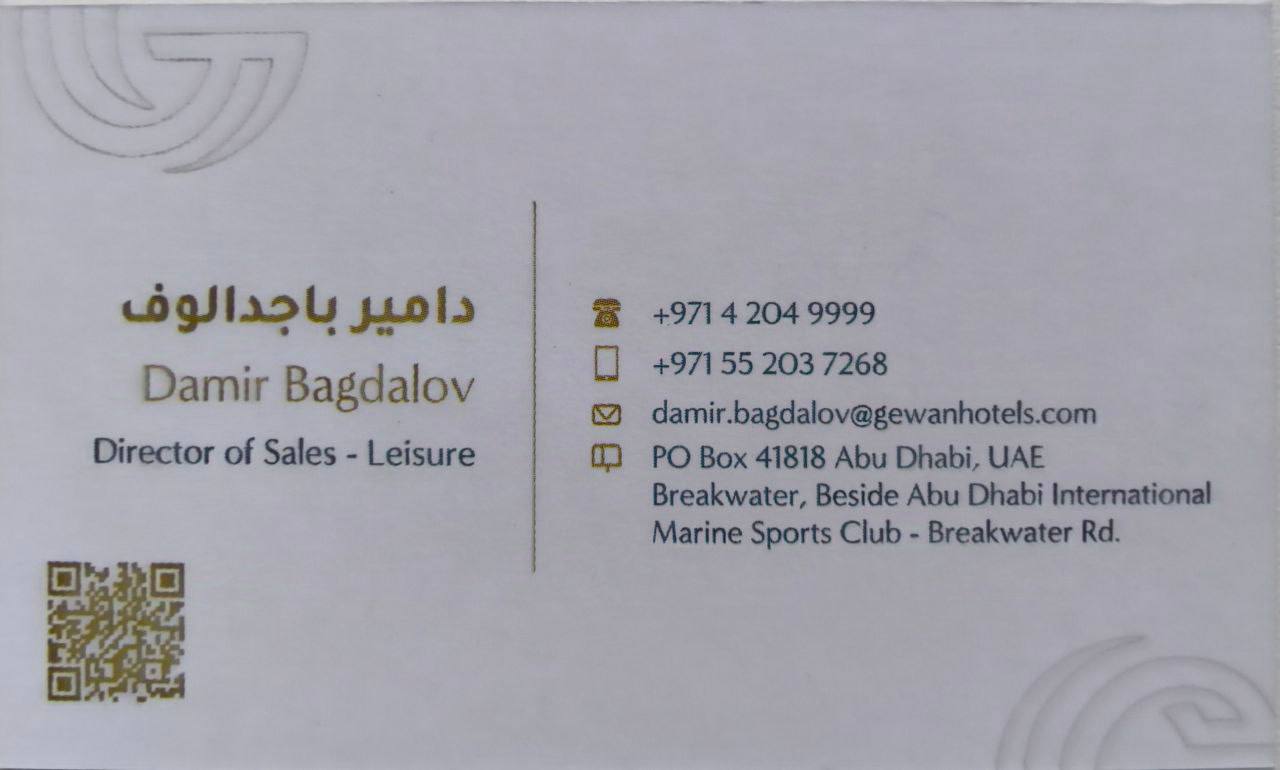 دامير باجدالوف
Damir Bagdalov
Director of Sales - Leisure
+971 4 204 9999
+971 55 203 7268
damir.bagdalov@gewanhotels.com
PO Box 41818 Abu Dhabi, UAE
Breakwater, Beside Abu Dhabi International
Marine Sports Club - Breakwater Rd.